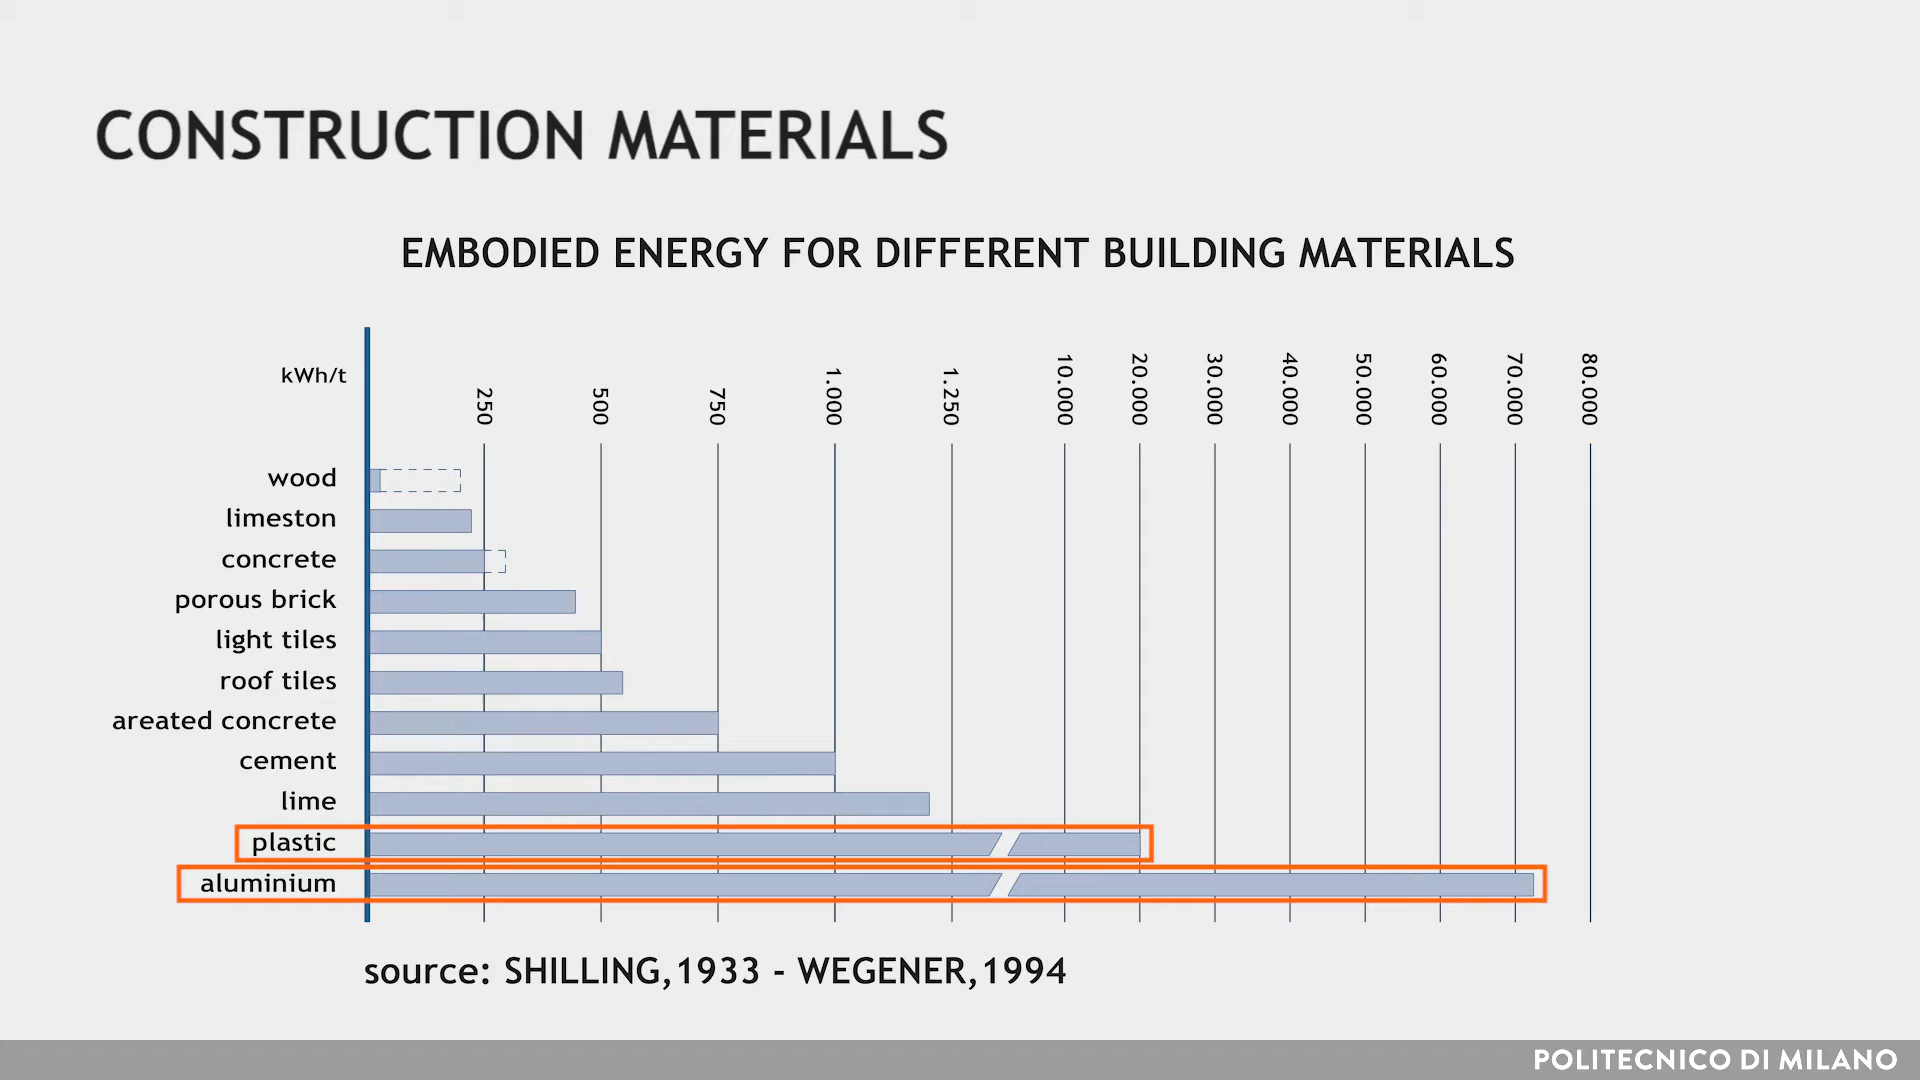 CONSTRUCTION MATERIALS
EMBODIED ENERGY FOR DIFFERENT BUILDING MATERIALS
kWh/t
250
500
750
1.000
1.250
10.000
20.000
30.000
40.000
50.000
60.000
70.000
80.000
wood
limeston
concrete
porous brick
light tiles
roof tiles
areated concrete
cement
lime
plastic
aluminium
source: SHILLING,1933 - WEGENER,1994
POLITECNICO DI MILANO